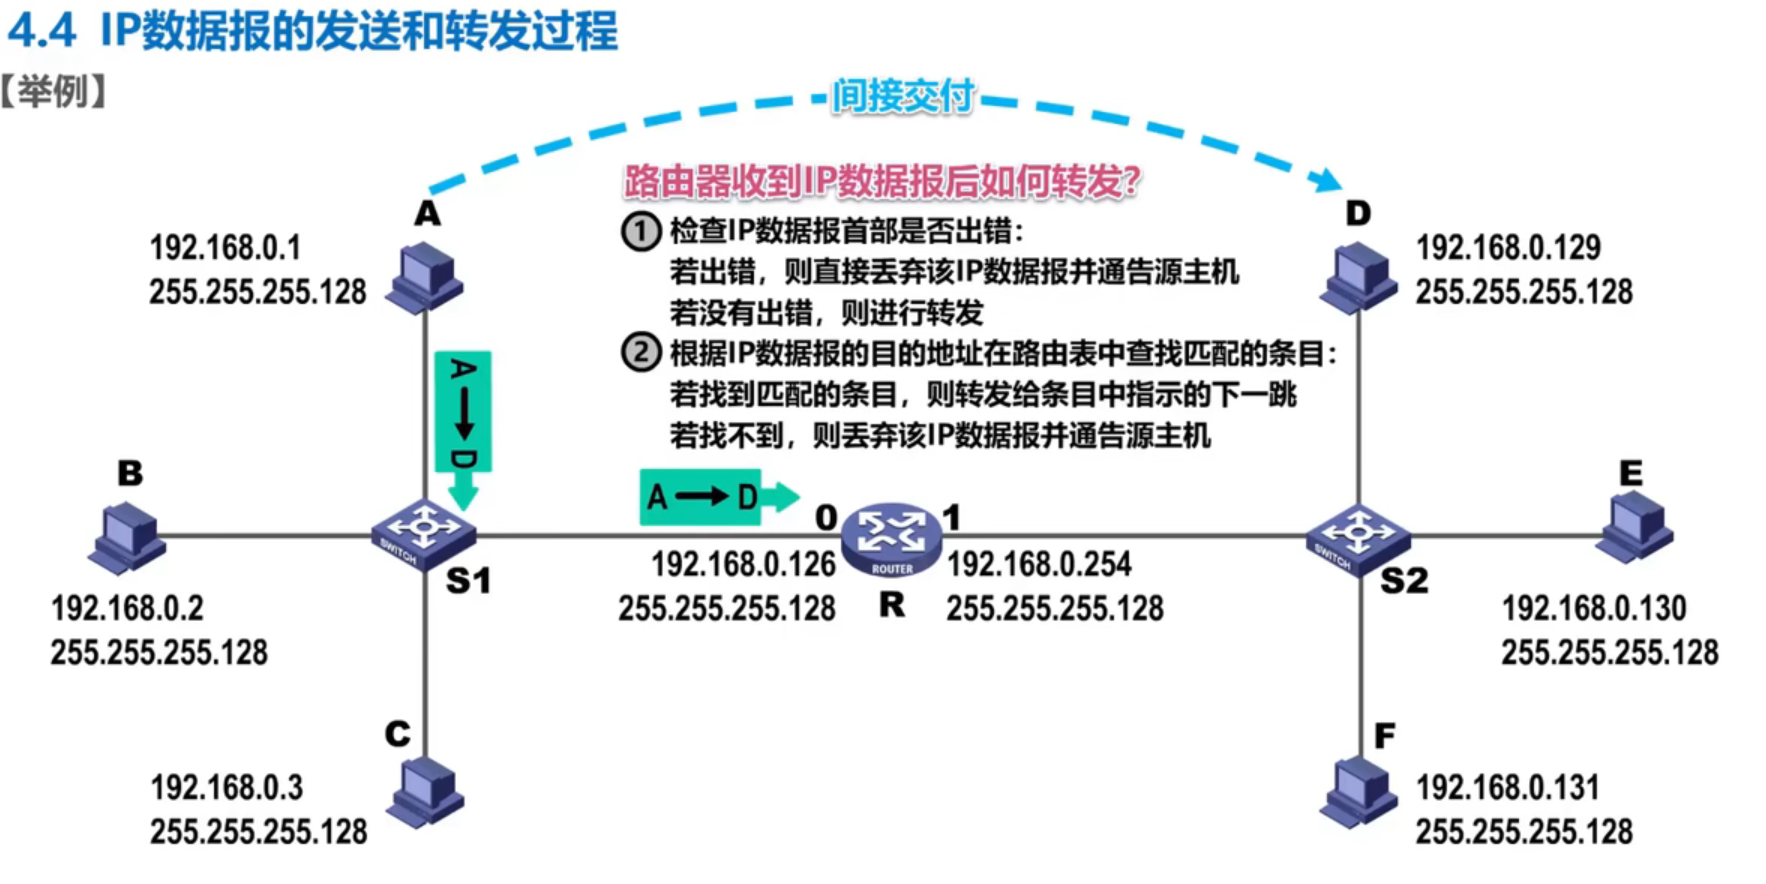 4.4 IP数据报的发送和转发过程
【举例】
间接交付
路由器收到IP数据报后如何转发？
① 检查IP数据报首部是否出错：
若出错，则直接丢弃该IP数据报并通告源主机
若没有出错，则进行转发
② 根据IP数据报的目的地址在路由表中查找匹配的条目：
若找到匹配的条目，则转发给条目中指示的下一跳
若找不到，则丢弃该IP数据报并通告源主机
A
192.168.0.1
255.255.255.128
D
192.168.0.129
255.255.255.128
A→D
B
192.168.0.2
255.255.255.128
SWITCH
S1
A→D
0
1
192.168.0.126
255.255.255.128
ROUTER
R
192.168.0.254
255.255.255.128
SWITCH
S2
E
192.168.0.130
255.255.255.128
C
192.168.0.3
255.255.255.128
F
192.168.0.131
255.255.255.128